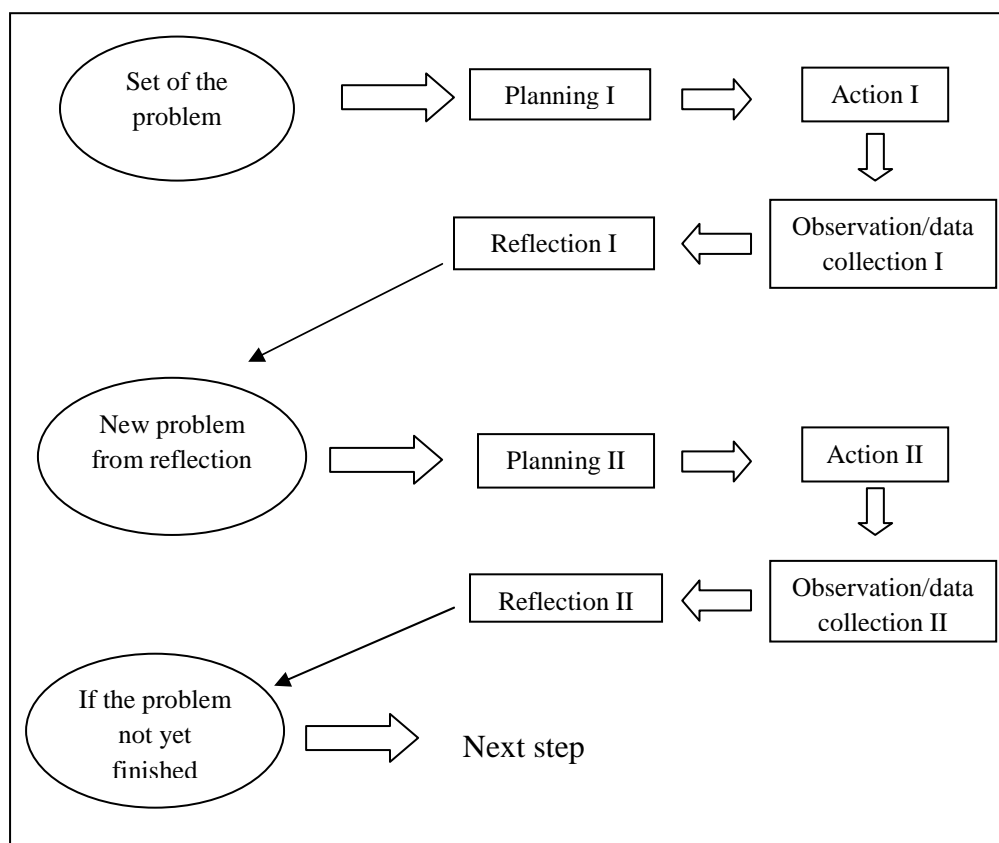 Set of the
problem
Planning I
Action I
Observation/data
collection I
Reflection I
New problem
from reflection
Planning II
Action II
Observation/data
collection II
Reflection II
If the problem
not yet
finished
Next step